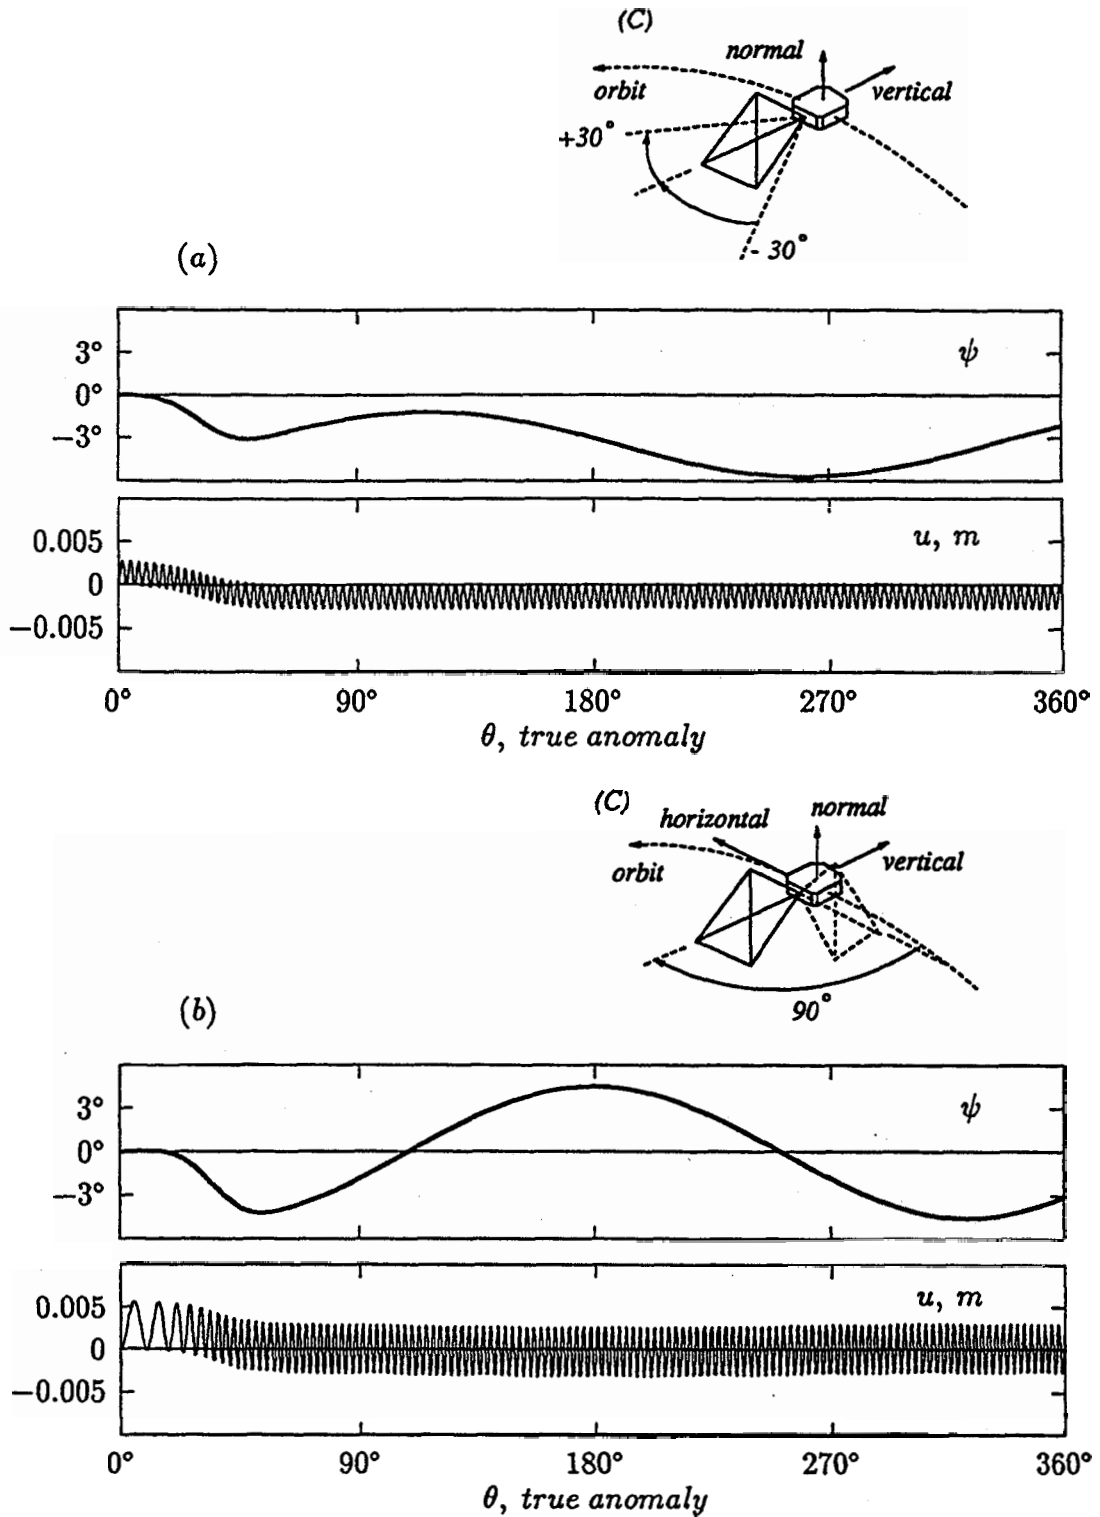 (C)
normal
orbit
vertical
+30°
- 30°
(a)
3°
0°
−3°
ψ
0.005
0
−0.005
u, m
0° 90° 180° 270° 360°
θ, true anomaly
(C)
horizontal
normal
orbit
vertical
90°
(b)
3°
0°
−3°
ψ
0.005
0
−0.005
u, m
0° 90° 180° 270° 360°
θ, true anomaly